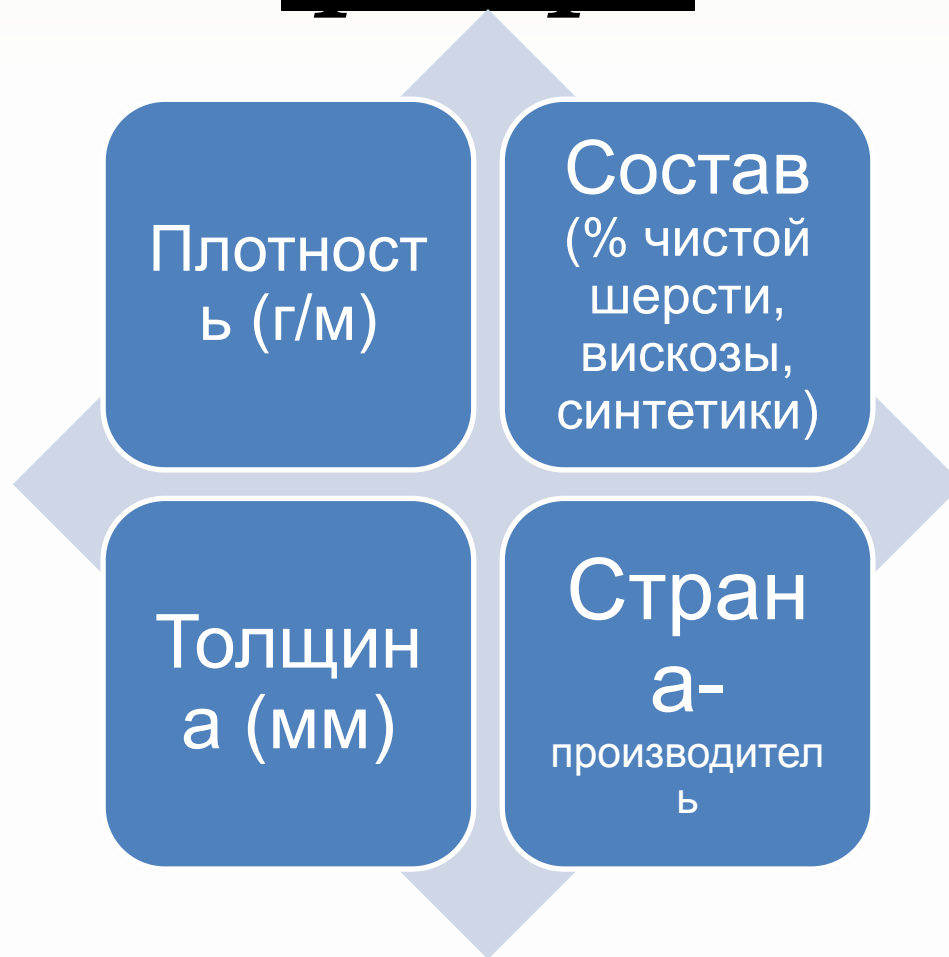 Плотност
ь (г/м)
Состав
(% чистой
шерсти,
вискозы,
синтетики)
Толщин
а (мм)
Стран
а-
производител
ь